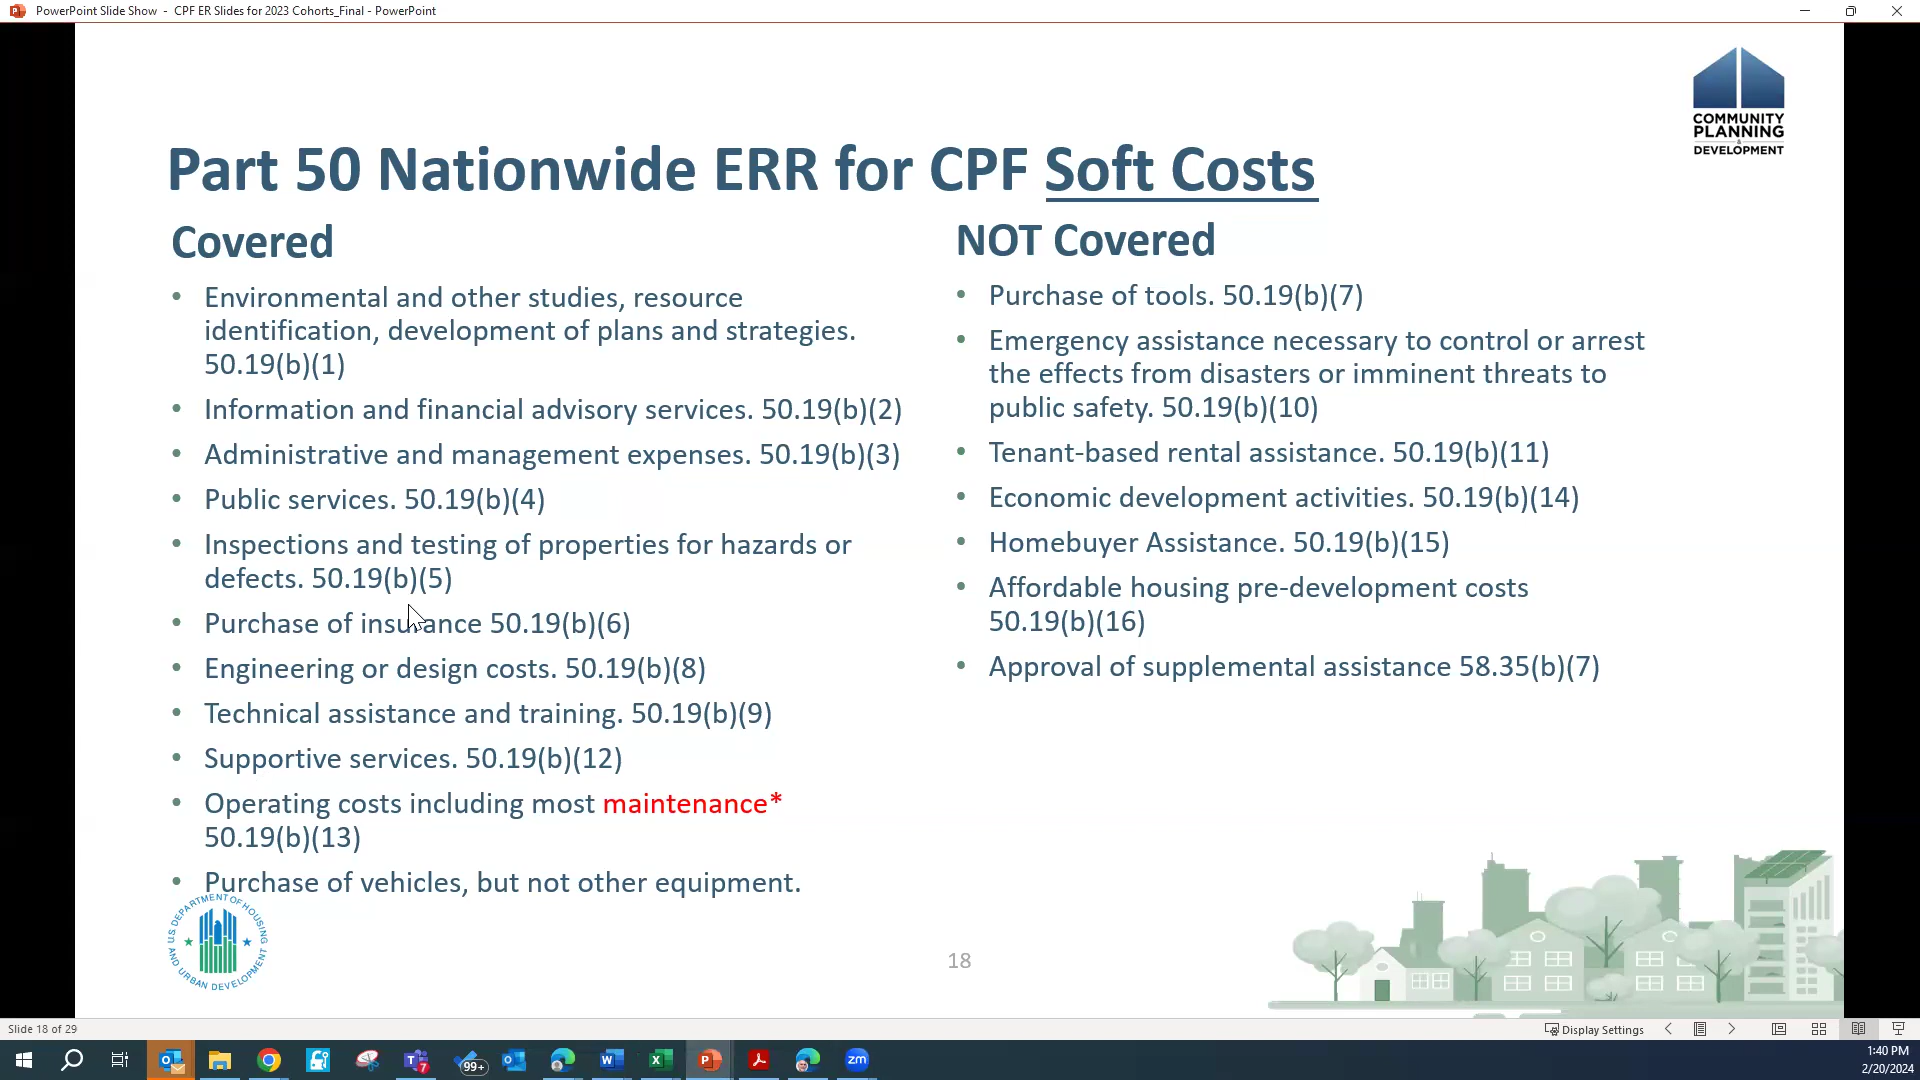 PowerPoint Slide Show - CPF ER Slides for 2023 Cohorts_Final - PowerPoint
COMMUNITY
PLANNING
&
DEVELOPMENT
Part 50 Nationwide ERR for CPF Soft Costs
Covered
• Environmental and other studies, resource
identification, development of plans and strategies.
50.19(b)(1)
• Information and financial advisory services. 50.19(b)(2)
• Administrative and management expenses. 50.19(b)(3)
• Public services. 50.19(b)(4)
• Inspections and testing of properties for hazards or
defects. 50.19(b)(5)
• Purchase of insurance 50.19(b)(6)
• Engineering or design costs. 50.19(b)(8)
• Technical assistance and training. 50.19(b)(9)
• Supportive services. 50.19(b)(12)
• Operating costs including most maintenance*
50.19(b)(13)
• Purchase of vehicles, but not other equipment.
NOT Covered
• Purchase of tools. 50.19(b)(7)
• Emergency assistance necessary to control or arrest
the effects from disasters or imminent threats to
public safety. 50.19(b)(10)
• Tenant-based rental assistance. 50.19(b)(11)
• Economic development activities. 50.19(b)(14)
• Homebuyer Assistance. 50.19(b)(15)
• Affordable housing pre-development costs
50.19(b)(16)
• Approval of supplemental assistance 58.35(b)(7)
U.S. DEPARTMENT OF HOUSING
AND URBAN DEVELOPMENT
18
Slide 18 of 29
Display Settings
7
99+
zm
1:40 PM
2/20/2024